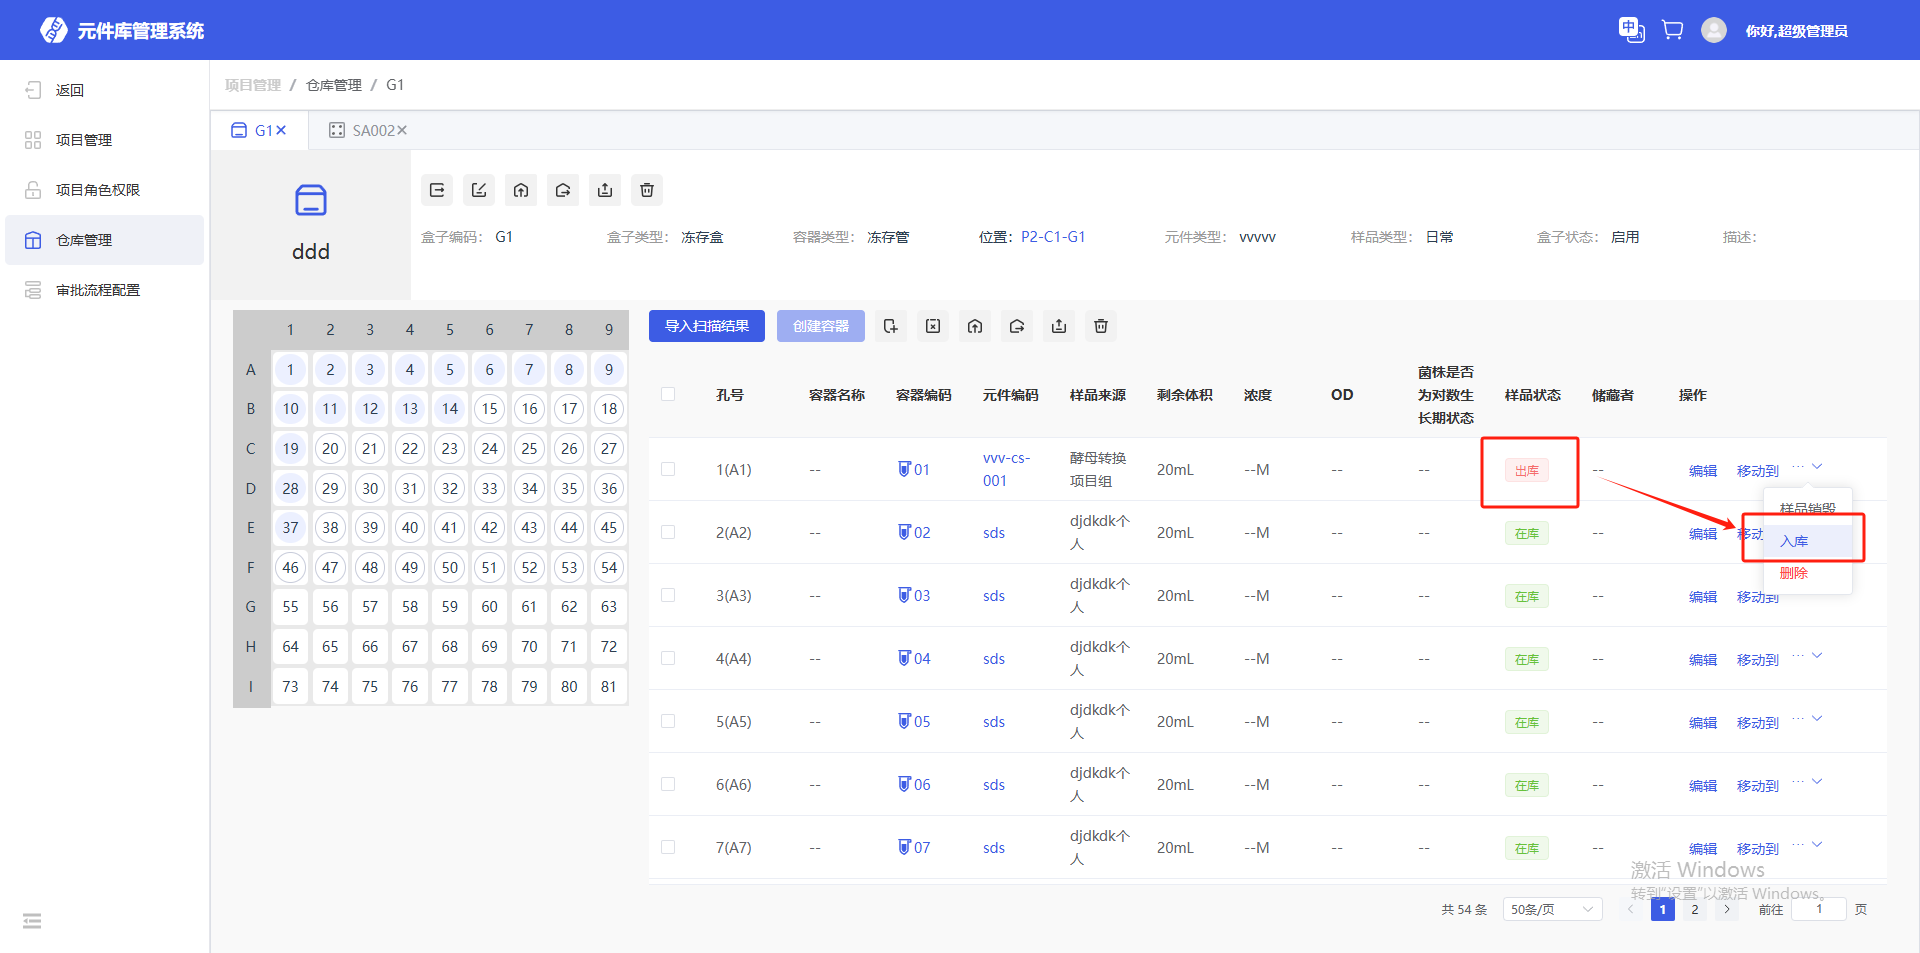 元件库管理系统
你好,超级管理员
返回
项目管理
项目角色权限
仓库管理
审批流程配置
项目管理 / 仓库管理 / G1
G1 SA002
ddd
盒子编码: G1 盒子类型: 冻存盒 容器类型: 冻存管 位置: P2-C1-G1 元件类型: vvvvv 样品类型: 日常 盒子状态: 启用 描述:
导入扫描结果 创建容器
1 2 3 4 5 6 7 8 9
A 1 2 3 4 5 6 7 8 9
B 10 11 12 13 14 15 16 17 18
C 19 20 21 22 23 24 25 26 27
D 28 29 30 31 32 33 34 35 36
E 37 38 39 40 41 42 43 44 45
F 46 47 48 49 50 51 52 53 54
G 55 56 57 58 59 60 61 62 63
H 64 65 66 67 68 69 70 71 72
I 73 74 75 76 77 78 79 80 81
孔号 容器名称 容器编码 元件编码 样品来源 剩余体积 浓度 OD 菌株是否为对数生长期状态 样品状态 储藏者 操作
1(A1) -- 01 vvv-cs-001 酵母转换项目组 20mL --M -- -- 出库 -- 编辑 移动到 ...
2(A2) -- 02 sds djdkdk个人 20mL --M -- -- 在库 -- 编辑 移动
样品销毁
入库
删除
3(A3) -- 03 sds djdkdk个人 20mL --M -- -- 在库 -- 编辑 移动到
4(A4) -- 04 sds djdkdk个人 20mL --M -- -- 在库 -- 编辑 移动到 ...
5(A5) -- 05 sds djdkdk个人 20mL --M -- -- 在库 -- 编辑 移动到 ...
6(A6) -- 06 sds djdkdk个人 20mL --M -- -- 在库 -- 编辑 移动到 ...
7(A7) -- 07 sds djdkdk个人 20mL --M -- -- 在库 -- 编辑 移动到 ...
激活 Windows
转到"设置"以激活 Windows。
共 54 条 50条/页 1 2 前往 1 页